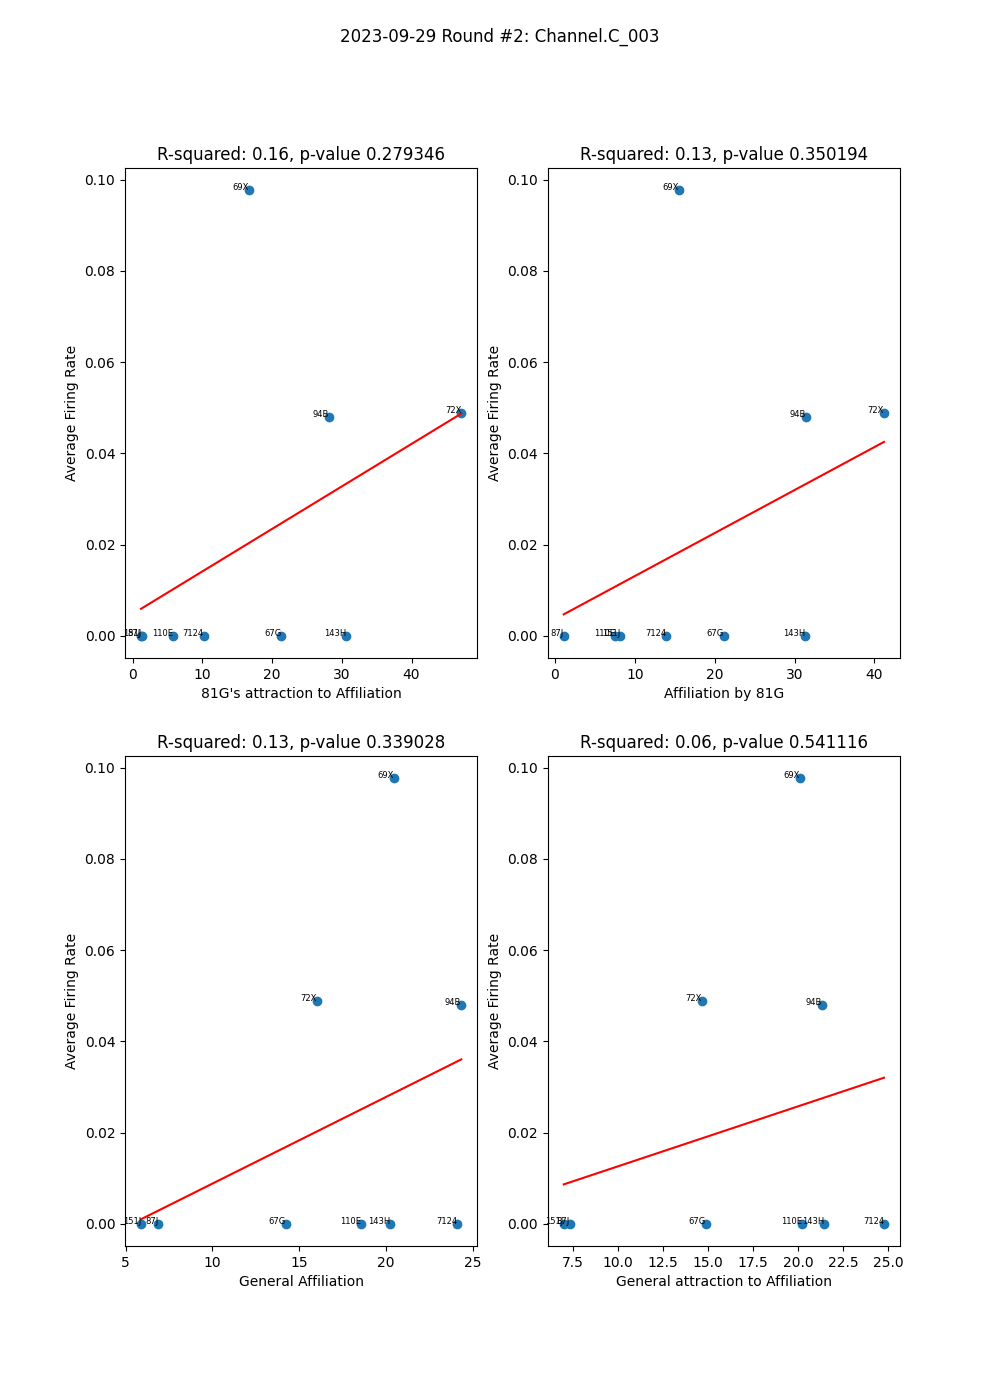 2023-09-29 Round #2: Channel.C_003
R-squared: 0.16, p-value 0.279346
R-squared: 0.13, p-value 0.350194
0.10
0.08
0.06
0.04
0.02
0.00
Average Firing Rate
69X
94B
72X
87J
110E
7124
67G
143H
0
10
20
30
40
81G's attraction to Affiliation
0.10
0.08
0.06
0.04
0.02
0.00
Average Firing Rate
69X
94B
72X
87J
7124
67G
143H
0
10
20
30
40
Affiliation by 81G
R-squared: 0.13, p-value 0.339028
R-squared: 0.06, p-value 0.541116
0.10
0.08
0.06
0.04
0.02
0.00
Average Firing Rate
69X
72X
94B
151J
87J
67G
110E
143H
7124
5
10
15
20
25
General Affiliation
0.10
0.08
0.06
0.04
0.02
0.00
Average Firing Rate
69X
72X
94B
151J
87J
67G
110E
143H
7124
7.5
10.0
12.5
15.0
17.5
20.0
22.5
25.0
General attraction to Affiliation